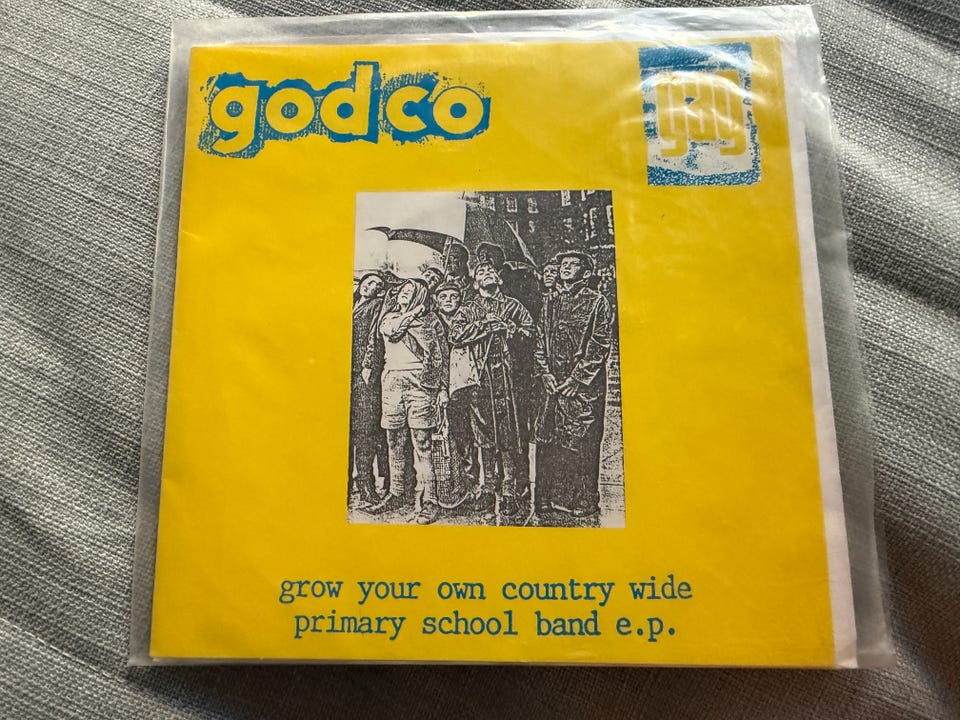 godco
grow your own country wide
primary school band e.p.